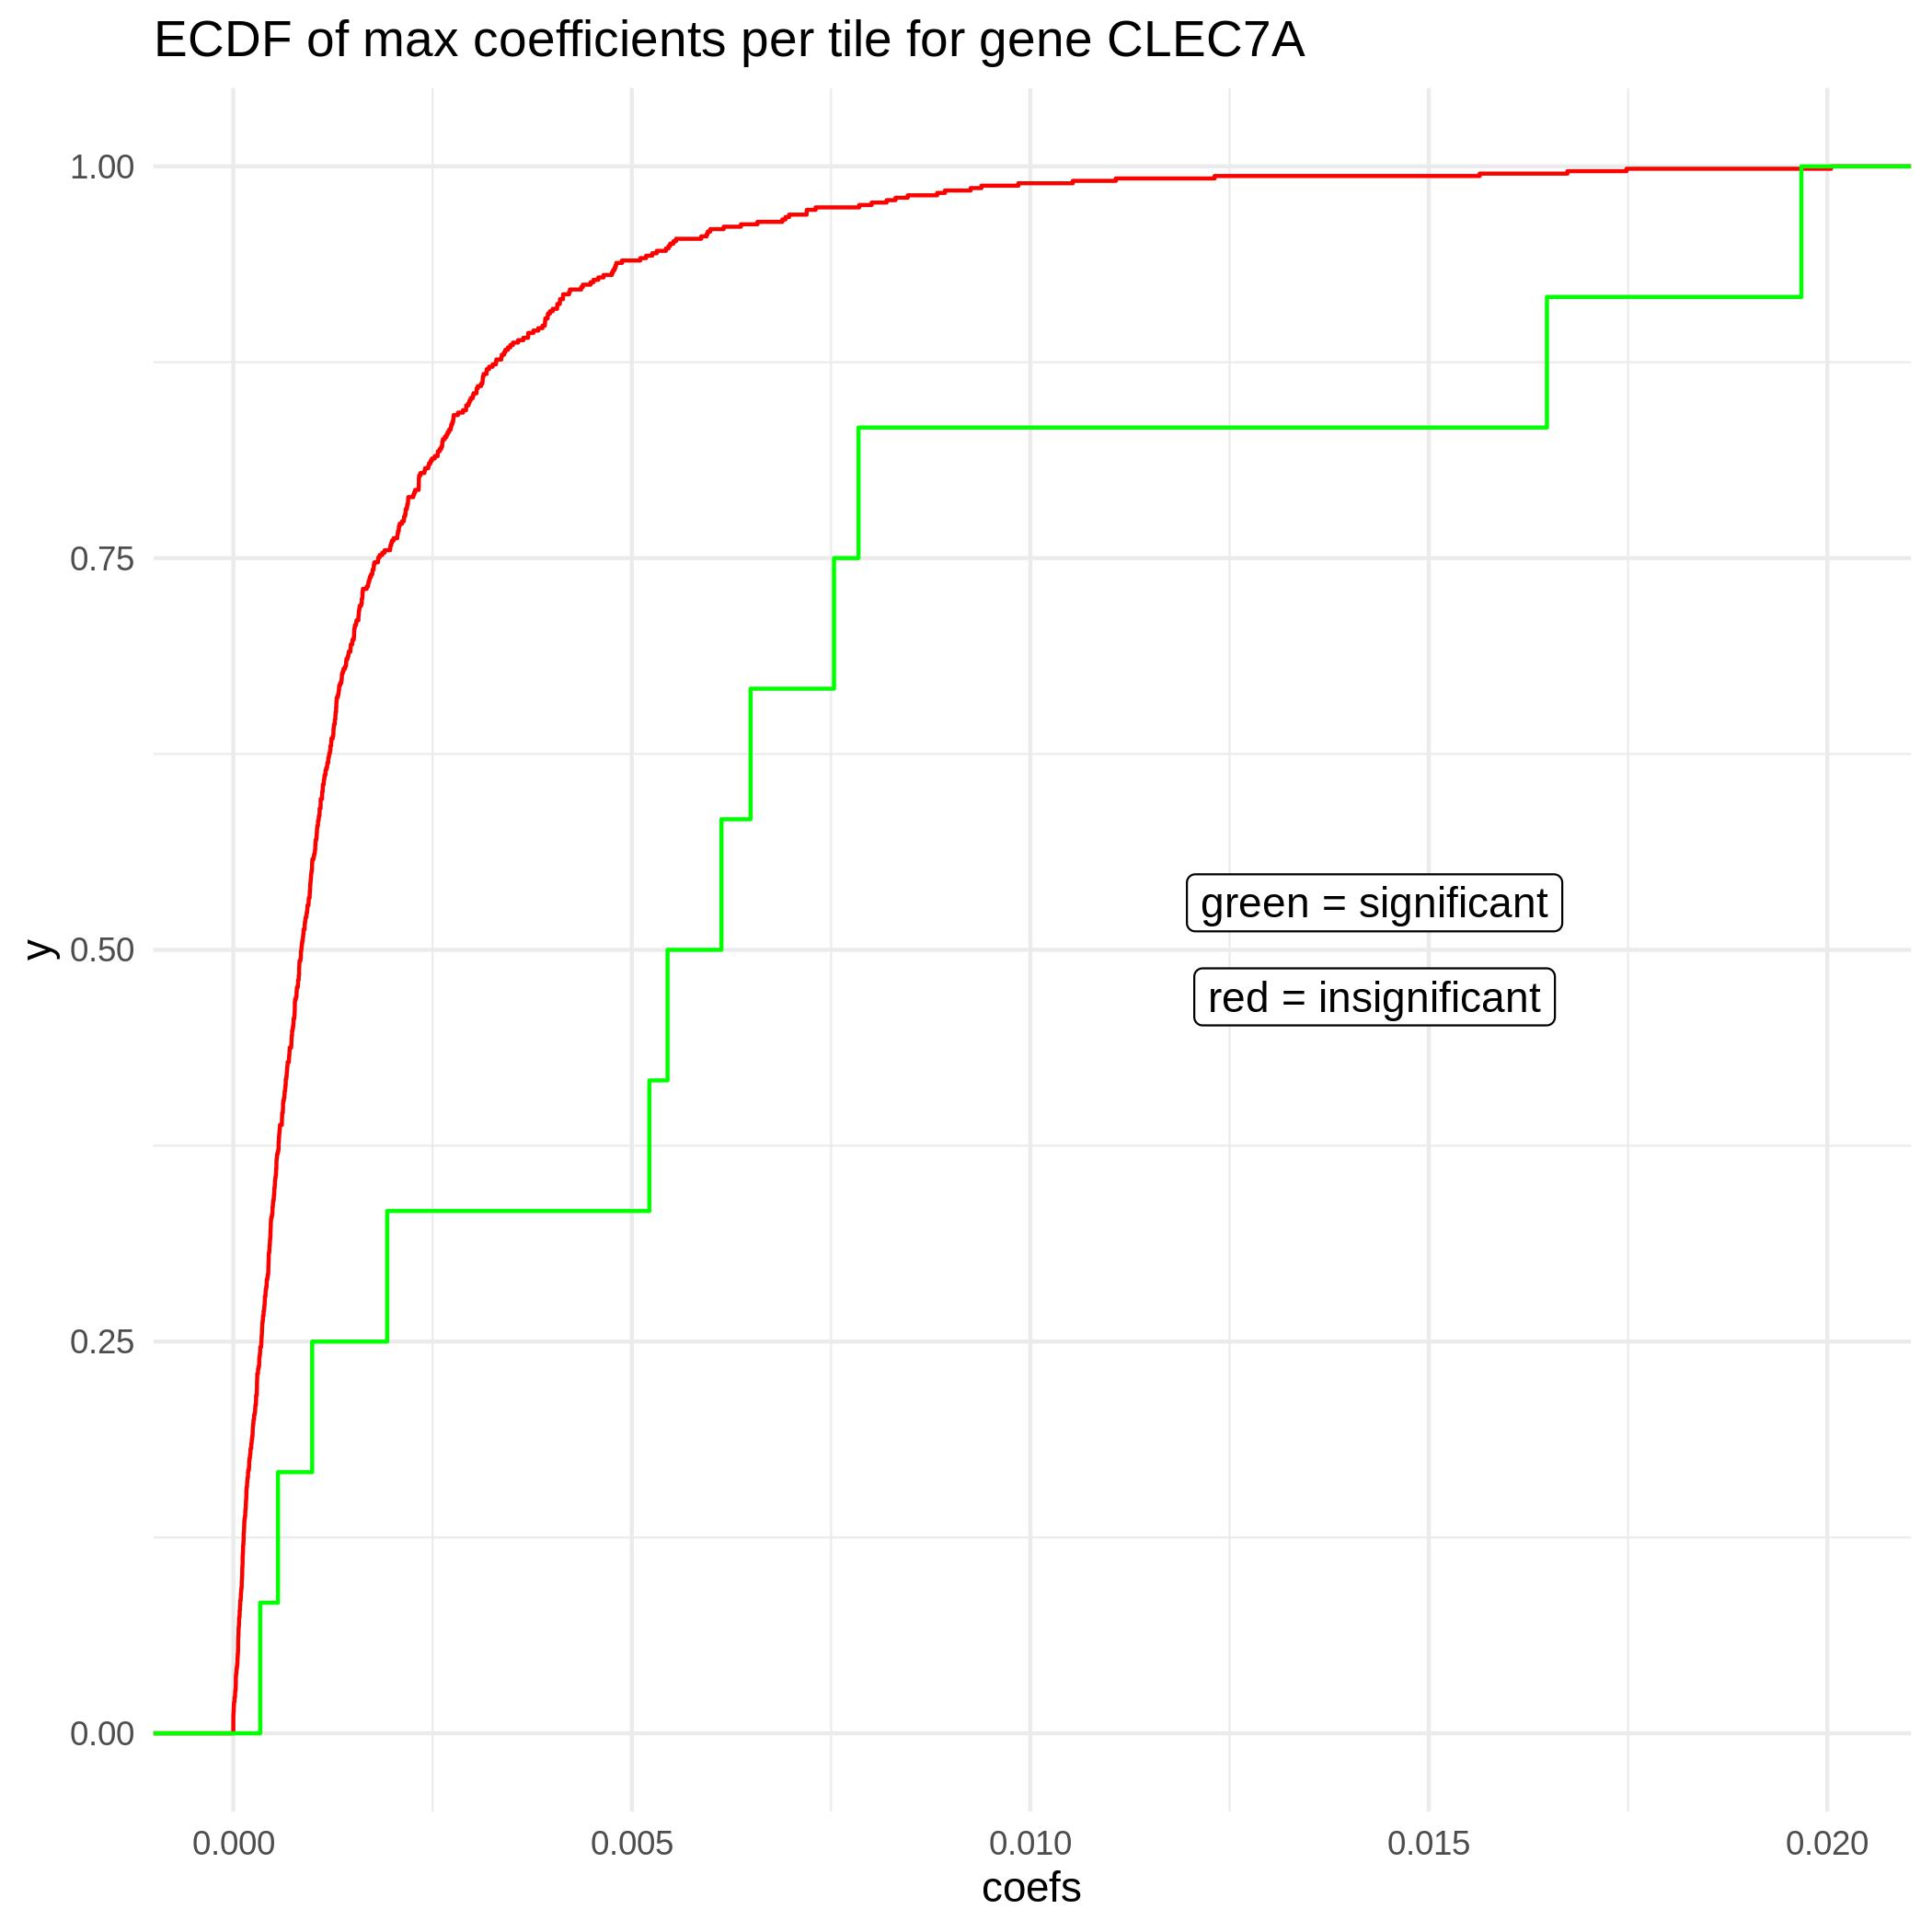 ECDF of max coefficients per tile for gene CLEC7A
1.00
0.75
0.50
0.25
0.00
y
green = significant
red = insignificant
0.000 0.005 0.010 0.015 0.020
coefs